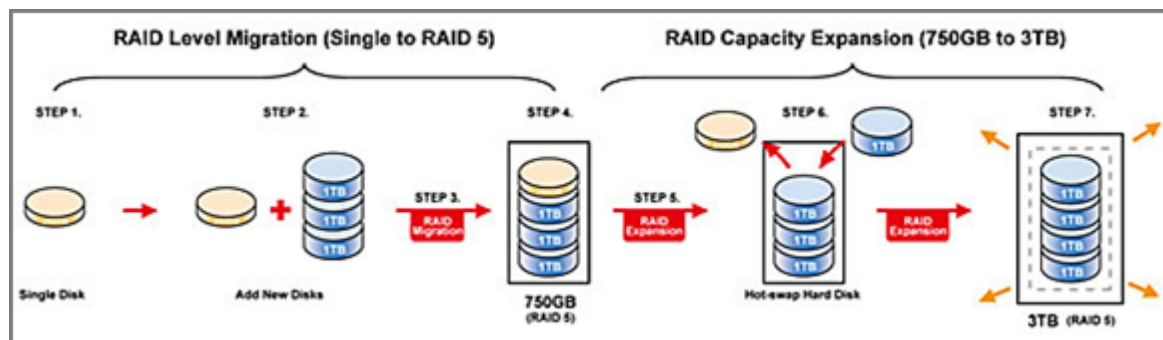 RAID Level Migration (Single to RAID 5)
RAID Capacity Expansion (750GB to 3TB)
STEP 1.
STEP 2.
STEP 4.
STEP 6.
STEP 7.
1TB
1TB
1TB
1TB
STEP 3.
RAID
Migration
1TB
1TB
1TB
STEP 5.
RAID
Expansion
1TB
1TB
1TB
RAID
Expansion
1TB
1TB
1TB
1TB
Single Disk
Add New Disks
750GB
(RAID 5)
Hot-swap Hard Disk
3TB (RAID 5)